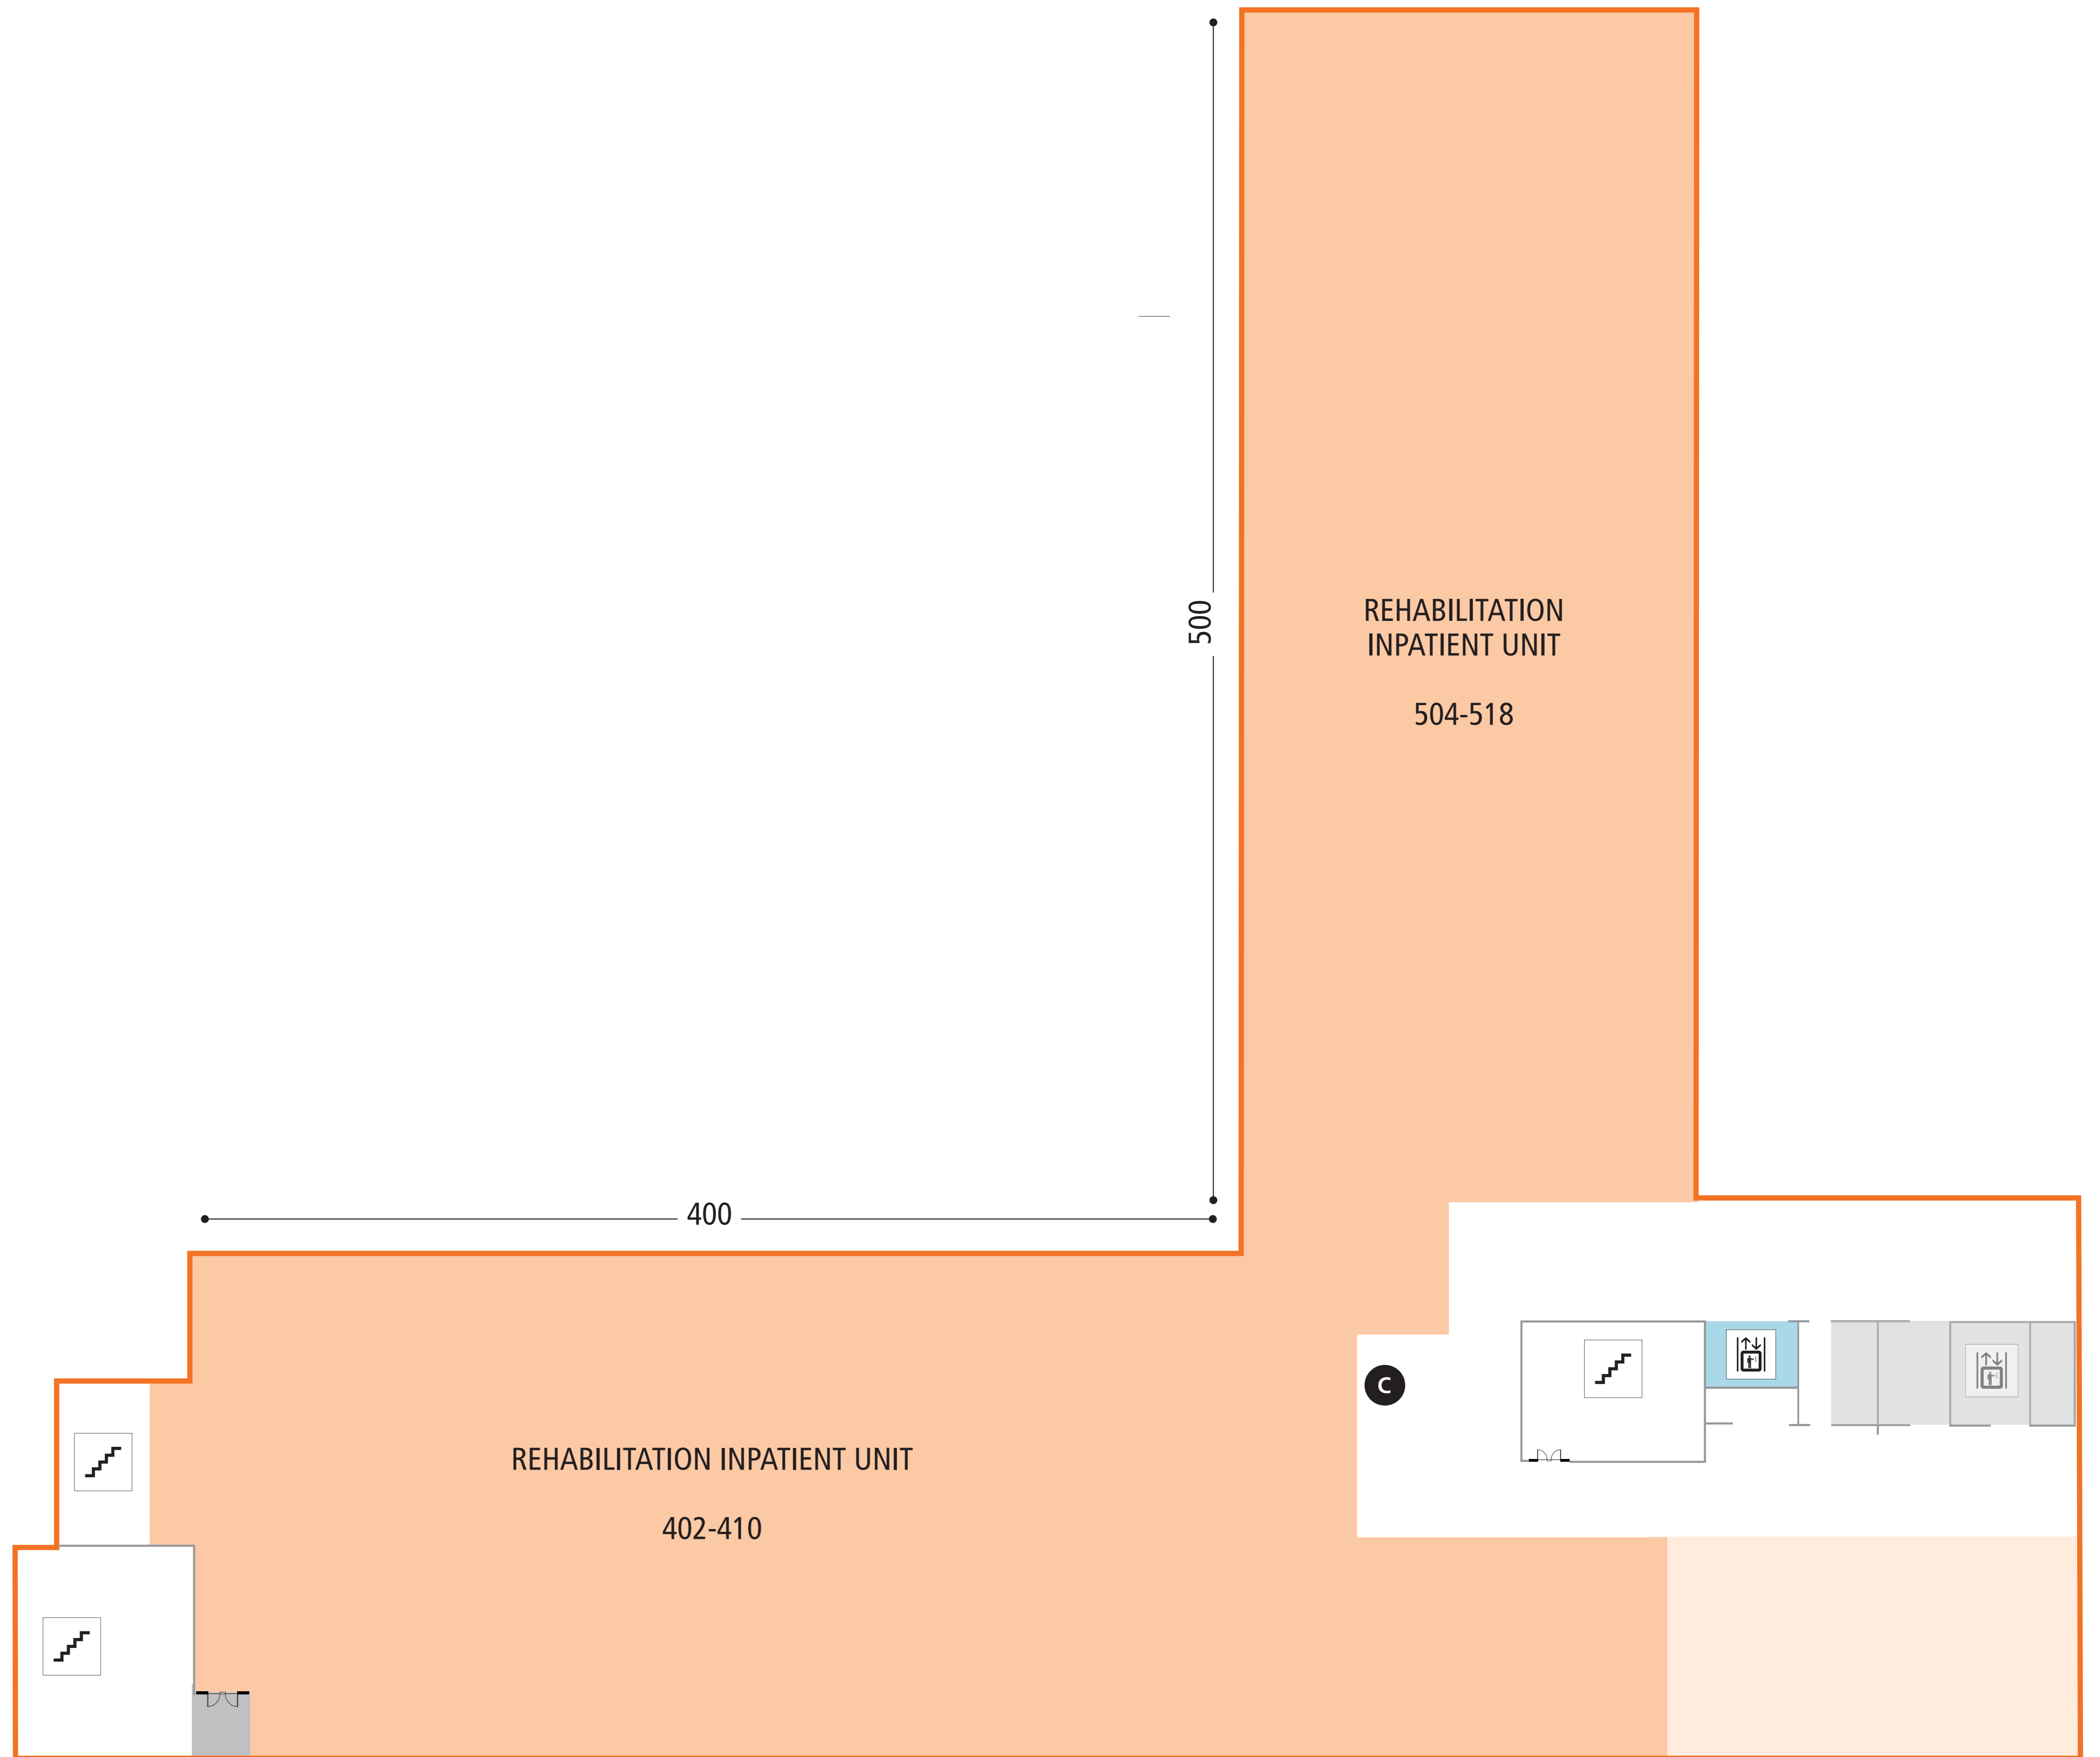 500
REHABILITATION
INPATIENT UNIT
504-518
400
C
REHABILITATION INPATIENT UNIT
402-410